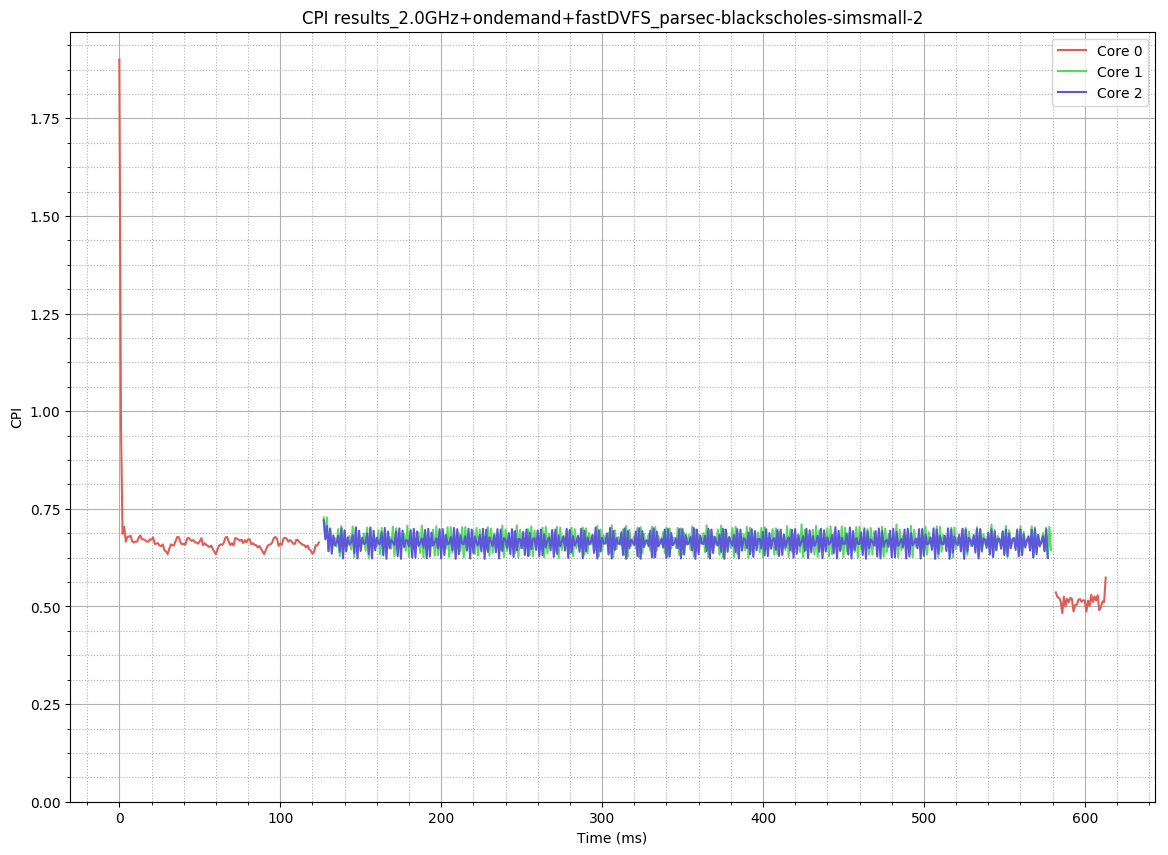 CPI results_2.0GHz+ondemand+fastDVFS_parsec-blackscholes-simsmall-2
Core 0
Core 1
Core 2
1.75
1.50
1.25
1.00
0.75
0.50
0.25
0.00
CPI
0 100 200 300 400 500 600
Time (ms)